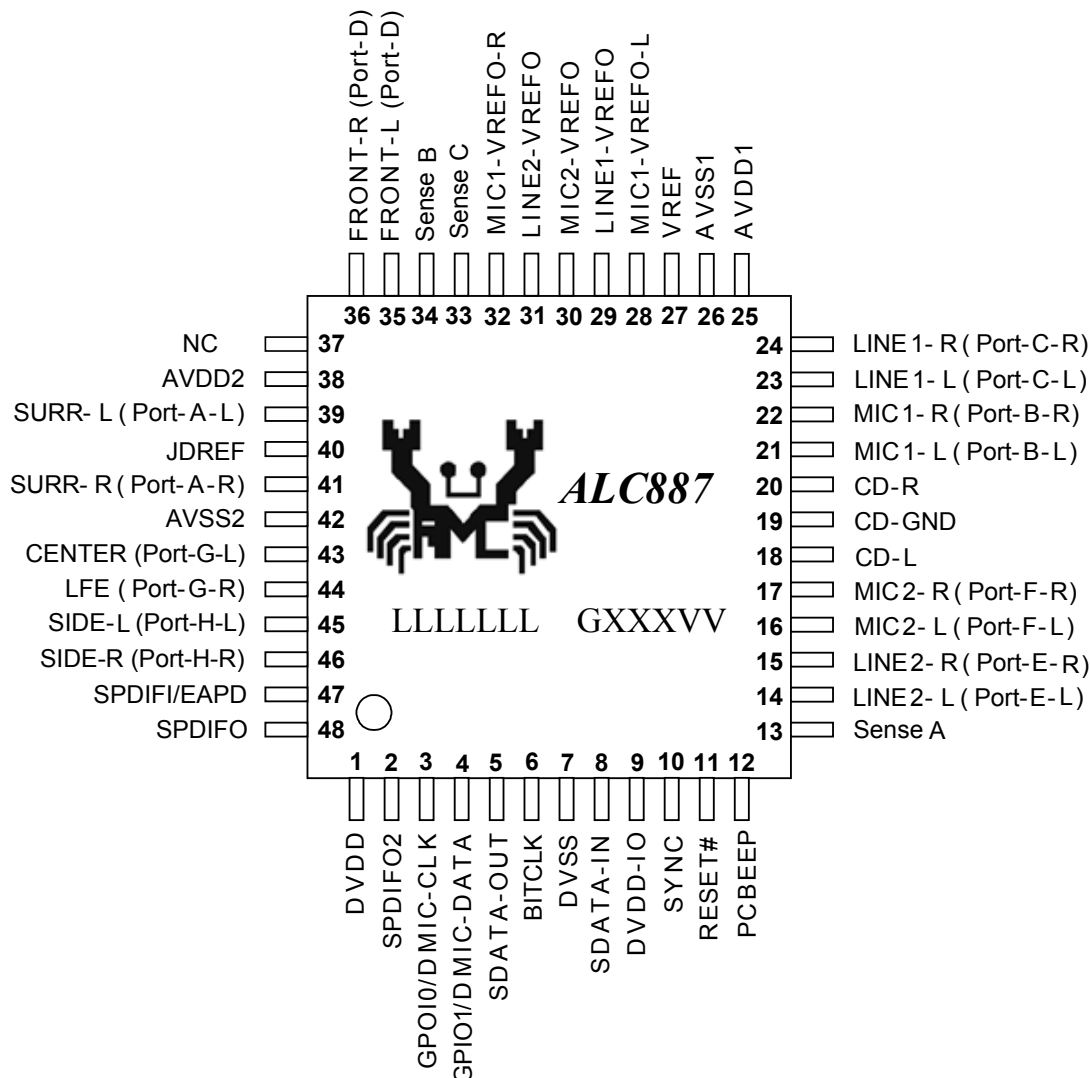 FRONT-R (Port-D)
FRONT-L (Port-D)
Sense B
Sense C
MIC1-VREFO-R
LINE2-VREFO
MIC2-VREFO
LINE1-VREFO
MIC1-VREFO-L
VREF
AVSS1
AVDD1
36 35 34 33 32 31 30 29 28 27 26 25
NC 37
AVDD2 38
SURR-L (Port-A-L) 39
JDREF 40
SURR-R (Port-A-R) 41
AVSS2 42
CENTER (Port-G-L) 43
LFE (Port-G-R) 44
SIDE-L (Port-H-L) 45
SIDE-R (Port-H-R) 46
SPDIFI/EAPD 47
SPDIFO 48
ALC887
AMC
LLLLLLL GXXXVV
24 LINE1-R (Port-C-R)
23 LINE1-L (Port-C-L)
22 MIC1-R (Port-B-R)
21 MIC1-L (Port-B-L)
20 CD-R
19 CD-GND
18 CD-L
17 MIC2-R (Port-F-R)
16 MIC2-L (Port-F-L)
15 LINE2-R (Port-E-R)
14 LINE2-L (Port-E-L)
13 Sense A
1 2 3 4 5 6 7 8 9 10 11 12
DVDD
SPDIFO2
GPOI0/DMIC-CLK
GPIO1/DMIC-DATA
SDATA-OUT
BITCLK
DVSS
SDATA-IN
DVDD-IO
SYNC
RESET#
PCBEEP